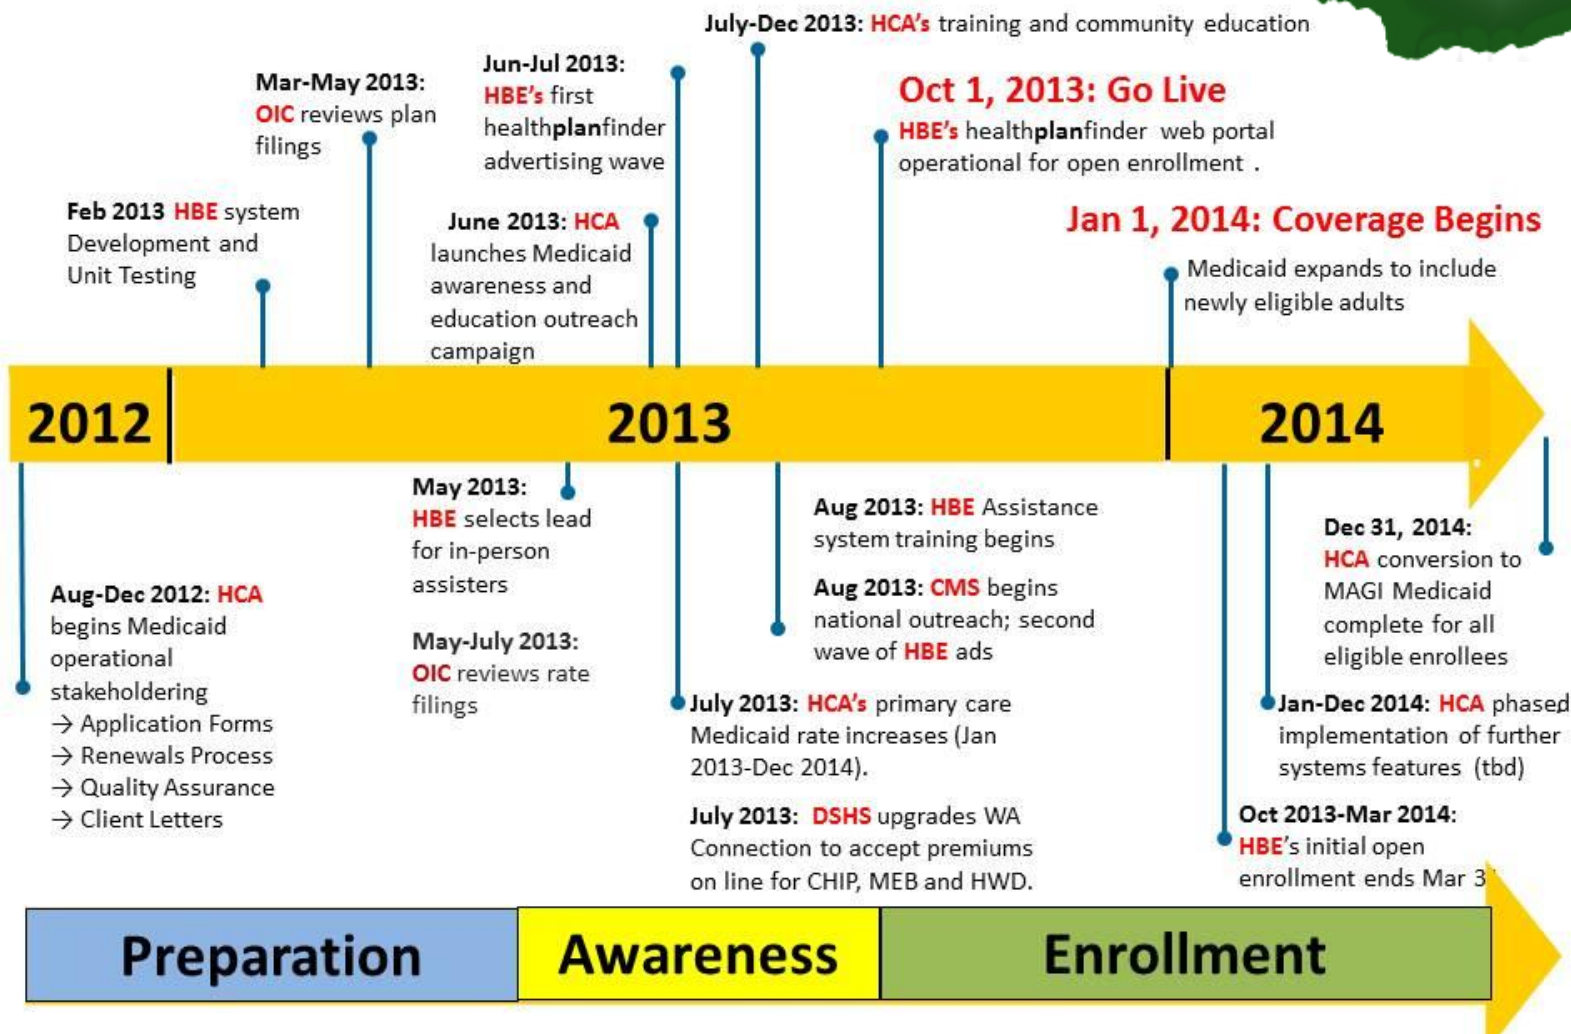 July-Dec 2013: HCA's training and community education
Mar-May 2013:
OIC reviews plan
filings
Jun-Jul 2013:
HBE's first
healthplanfinder
advertising wave
Oct 1, 2013: Go Live
HBE's healthplanfinder web portal
operational for open enrollment .
Feb 2013 HBE system
Development and
Unit Testing
June 2013: HCA
launches Medicaid
awareness and
education outreach
campaign
Jan 1, 2014: Coverage Begins
Medicaid expands to include
newly eligible adults
2012
2013
2014
Aug-Dec 2012: HCA
begins Medicaid
operational
stakeholdering
→ Application Forms
→ Renewals Process
→ Quality Assurance
→ Client Letters
May 2013:
HBE selects lead
for in-person
assisters
May-July 2013:
OIC reviews rate
filings
Aug 2013: HBE Assistance
system training begins
Aug 2013: CMS begins
national outreach; second
wave of HBE ads
July 2013: HCA's primary care
Medicaid rate increases (Jan
2013-Dec 2014).
July 2013: DSHS upgrades WA
Connection to accept premiums
on line for CHIP, MEB and HWD.
Dec 31, 2014:
HCA conversion to
MAGI Medicaid
complete for all
eligible enrollees
Jan-Dec 2014: HCA phased
implementation of further
systems features (tbd)
Oct 2013-Mar 2014:
HBE's initial open
enrollment ends Mar
Preparation
Awareness
Enrollment